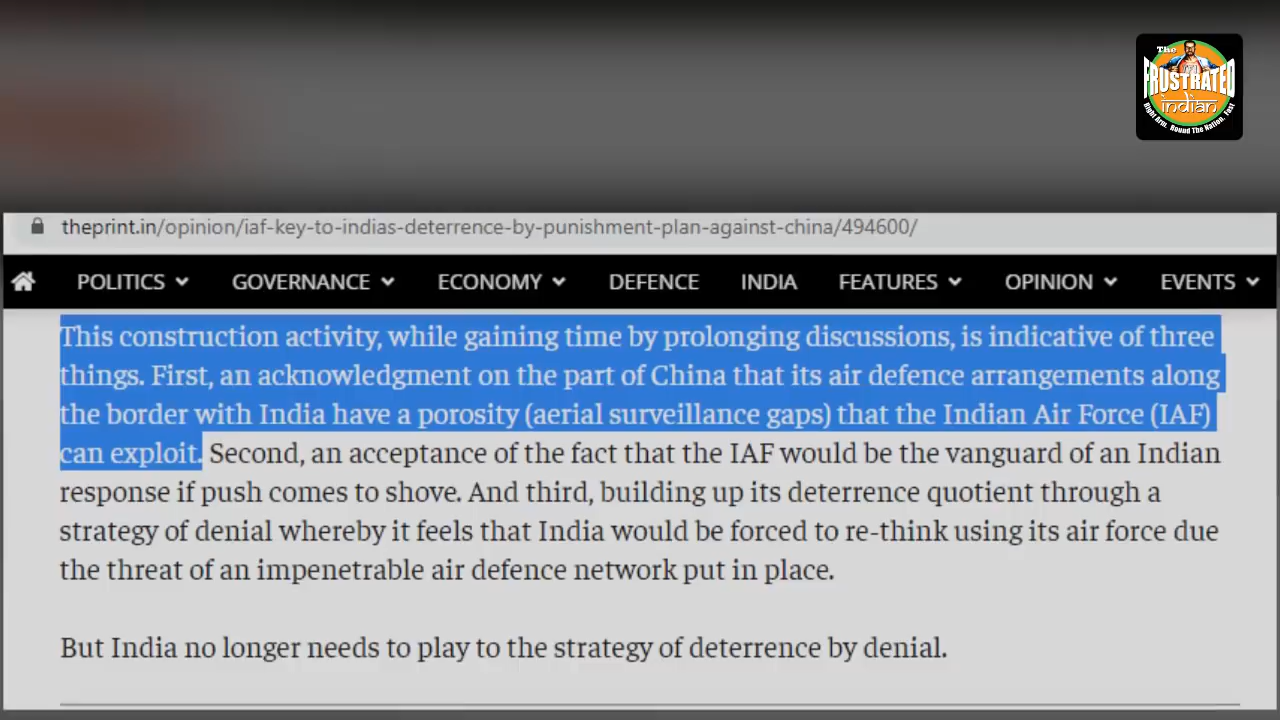 The
FRUSTRATED
indian
Right Arm. Round The Nation. Fast
theprint.in/opinion/iaf-key-to-indias-deterrence-by-punishment-plan-against-china/494600/
POLITICS GOVERNANCE ECONOMY DEFENCE INDIA FEATURES OPINION EVENTS
This construction activity, while gaining time by prolonging discussions, is indicative of three
things. First, an acknowledgment on the part of China that its air defence arrangements along
the border with India have a porosity (aerial surveillance gaps) that the Indian Air Force (IAF)
can exploit. Second, an acceptance of the fact that the IAF would be the vanguard of an Indian
response if push comes to shove. And third, building up its deterrence quotient through a
strategy of denial whereby it feels that India would be forced to re-think using its air force due
the threat of an impenetrable air defence network put in place.
But India no longer needs to play to the strategy of deterrence by denial.